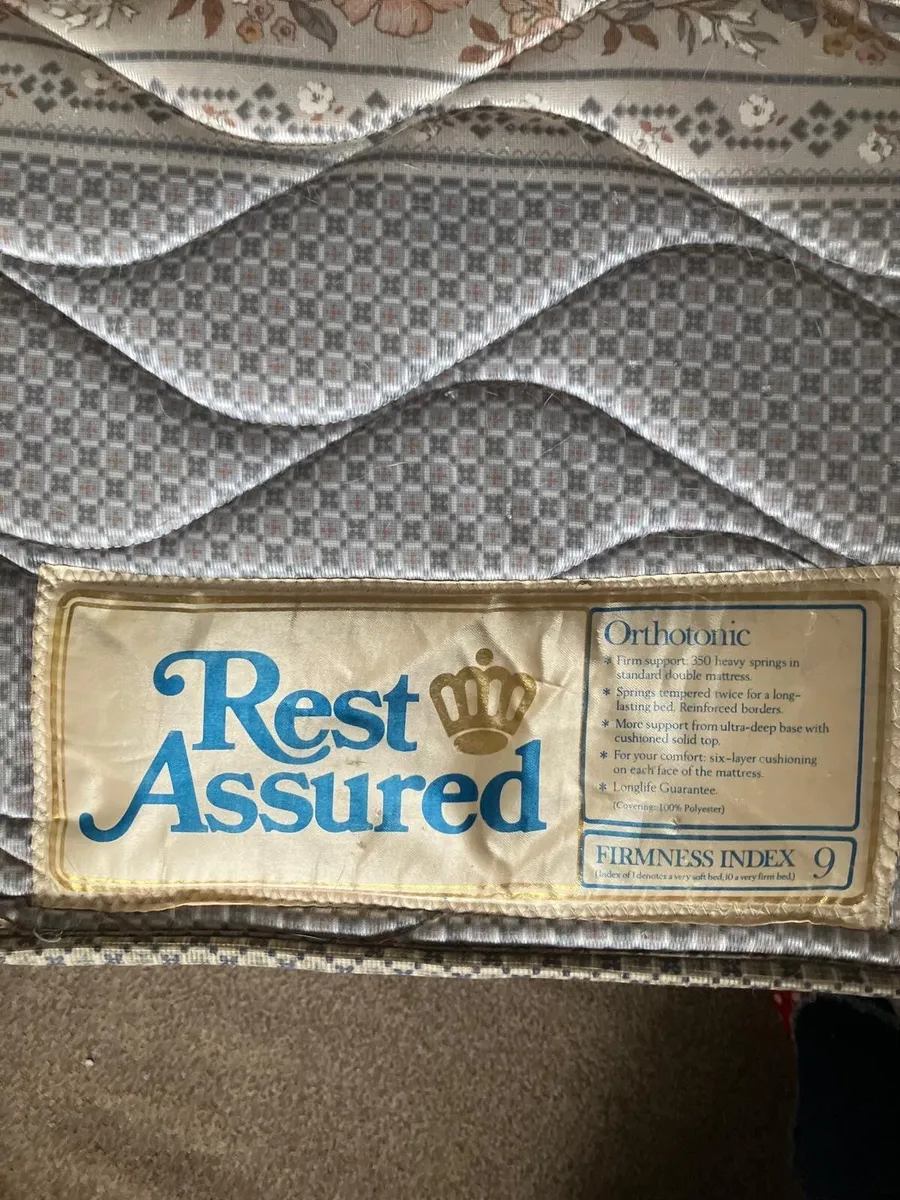 Rest
Assured
Orthotonic
* Firm support: 350 heavy springs in
standard double mattress.
* Springs tempered twice for a long-
lasting bed. Reinforced borders.
* More support from ultra-deep base with
cushioned solid top.
* For your comfort: six-layer cushioning
on each face of the mattress.
* Longlife Guarantee.
(Covering: 100% Polyester)
FIRMNESS INDEX 9
(Index of 1 denotes a very soft bed, 10 a very firm bed.)